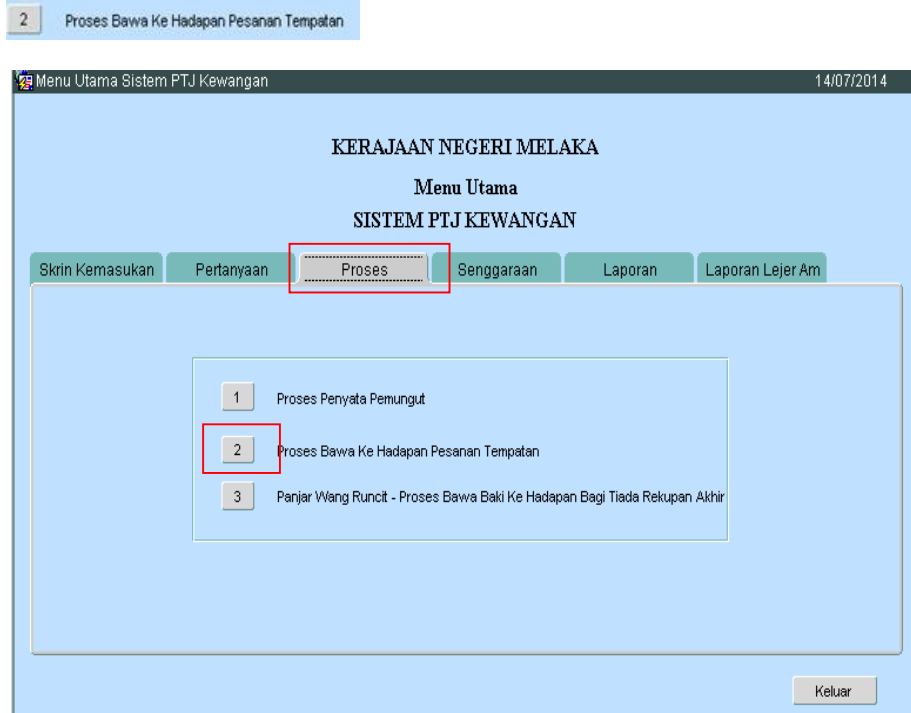 2 Proses Bawa Ke Hadapan Pesanan Tempatan
Menu Utama Sistem PTJ Kewangan 14/07/2014
KERAJAAN NEGERI MELAKA
Menu Utama
SISTEM PTJ KEWANGAN
Skrin Kemasukan Pertanyaan Proses Senggaraan Laporan Laporan Lejer Am
1 Proses Penyata Pemungut
2 Proses Bawa Ke Hadapan Pesanan Tempatan
3 Panjar Wang Runcit - Proses Bawa Baki Ke Hadapan Bagi Tiada Rekupan Akhir
Keluar